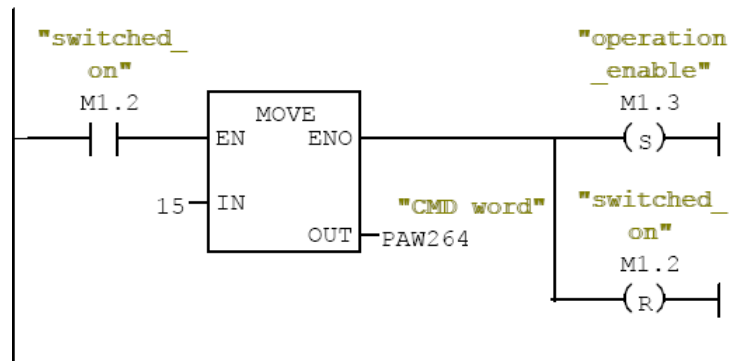 "switched_
on"
M1.2
MOVE
EN
ENO
15
IN
OUT
"CMD word"
PAW264
"operation
_enable"
M1.3
(S)
"switched_
on"
M1.2
(R)